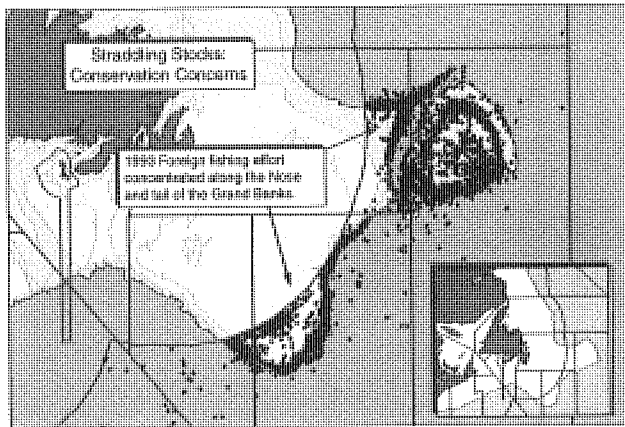 Straddling Stocks:
Conservation Concerns
1993 Foreign fishing effort
concentrated along the Nose
and tail of the Grand Banks.